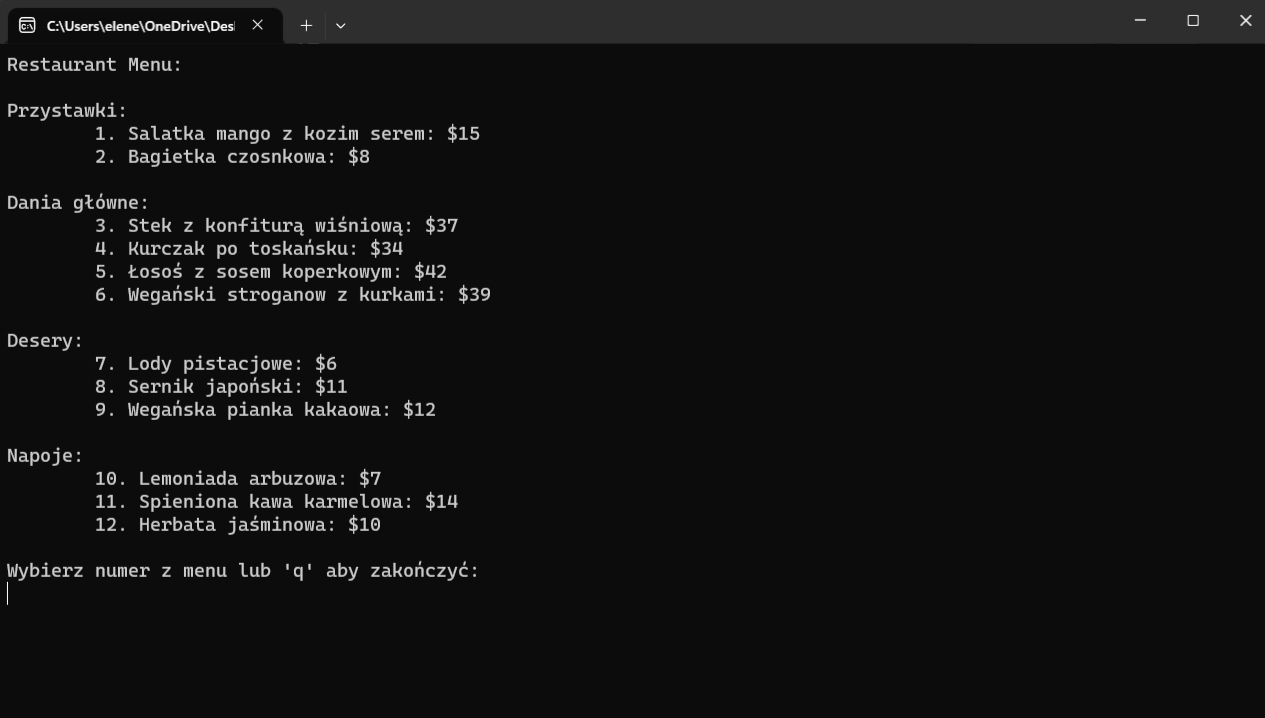 C:\Users\elene\OneDrive\Des
Restaurant Menu:
Przystawki:
1. Salatka mango z kozim serem: $15
2. Bagietka czosnkowa: $8
Dania główne:
3. Stek z konfiturą wiśniową: $37
4. Kurczak po toskańsku: $34
5. Łosoś z sosem koperkowym: $42
6. Wegański stroganow z kurkami: $39
Desery:
7. Lody pistacjowe: $6
8. Sernik japoński: $11
9. Wegańska pianka kakaowa: $12
Napoje:
10. Lemoniada arbuzowa: $7
11. Spieniona kawa karmelowa: $14
12. Herbata jaśminowa: $10
Wybierz numer z menu lub 'q' aby zakończyć: